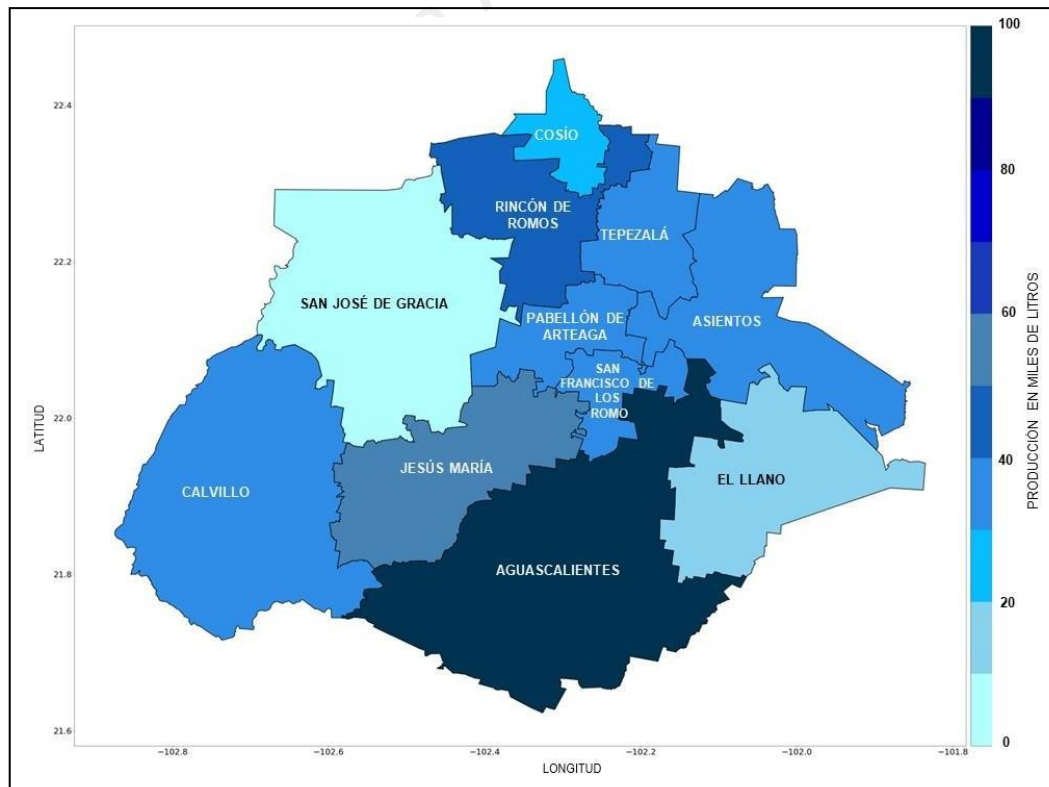 100
80
60
40
20
0
PRODUCCIÓN EN MILES DE LITROS
22.4
22.2
22.0
21.8
21.6
LATITUD
COSÍO
RINCÓN DE
ROMOS
TEPEZALÁ
SAN JOSÉ DE GRACIA
PABELLÓN DE
ARTEAGA
ASIENTOS
SAN
FRANCISCO DE
LOS
ROMO
JESÚS MARÍA
CALVILLO
EL LLANO
AGUASCALIENTES
−102.8
−102.6
−102.4
−102.2
−102.0
−101.8
LONGITUD